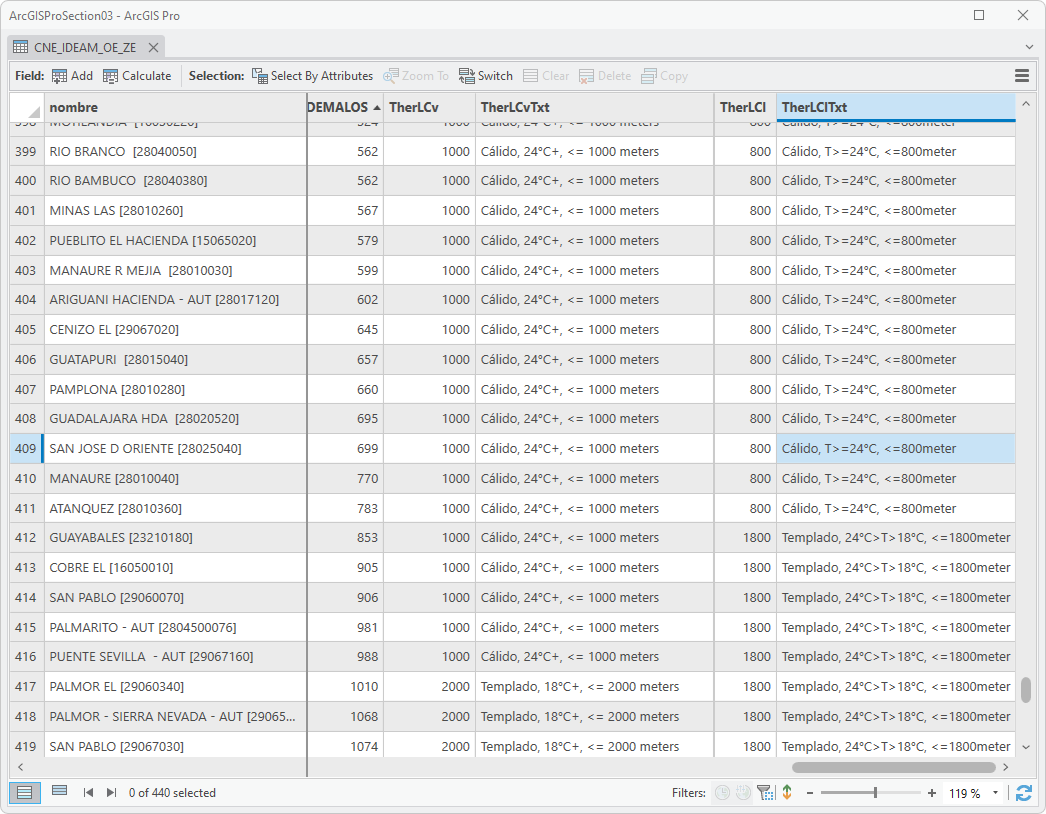 ArcGISProSection03 - ArcGIS Pro
CNE_IDEAM_OE_ZE
Field: Add Calculate Selection: Select By Attributes Zoom To Switch Clear Delete Copy
nombre DEMALOS TherLCv TherLCvTxt TherLCl TherLClTxt
398 MOTILANDIA [16050220] 524 1000 Cálido, 24°C+, <= 1000 meters 800 Cálido, T>=24°C, <=800meter
399 RIO BRANCO [28040050] 562 1000 Cálido, 24°C+, <= 1000 meters 800 Cálido, T>=24°C, <=800meter
400 RIO BAMBUCO [28040380] 562 1000 Cálido, 24°C+, <= 1000 meters 800 Cálido, T>=24°C, <=800meter
401 MINAS LAS [28010260] 567 1000 Cálido, 24°C+, <= 1000 meters 800 Cálido, T>=24°C, <=800meter
402 PUEBLITO EL HACIENDA [15065020] 579 1000 Cálido, 24°C+, <= 1000 meters 800 Cálido, T>=24°C, <=800meter
403 MANAURE R MEJIA [28010030] 599 1000 Cálido, 24°C+, <= 1000 meters 800 Cálido, T>=24°C, <=800meter
404 ARIGUANI HACIENDA - AUT [28017120] 602 1000 Cálido, 24°C+, <= 1000 meters 800 Cálido, T>=24°C, <=800meter
405 CENIZO EL [29067020] 645 1000 Cálido, 24°C+, <= 1000 meters 800 Cálido, T>=24°C, <=800meter
406 GUATAPURI [28015040] 657 1000 Cálido, 24°C+, <= 1000 meters 800 Cálido, T>=24°C, <=800meter
407 PAMPLONA [28010280] 660 1000 Cálido, 24°C+, <= 1000 meters 800 Cálido, T>=24°C, <=800meter
408 GUADALAJARA HDA [28020520] 695 1000 Cálido, 24°C+, <= 1000 meters 800 Cálido, T>=24°C, <=800meter
409 SAN JOSE D ORIENTE [28025040] 699 1000 Cálido, 24°C+, <= 1000 meters 800 Cálido, T>=24°C, <=800meter
410 MANAURE [28010040] 770 1000 Cálido, 24°C+, <= 1000 meters 800 Cálido, T>=24°C, <=800meter
411 ATANQUEZ [28010360] 783 1000 Cálido, 24°C+, <= 1000 meters 800 Cálido, T>=24°C, <=800meter
412 GUAYABALES [23210180] 853 1000 Cálido, 24°C+, <= 1000 meters 1800 Templado, 24°C>T>18°C, <=1800meter
413 COBRE EL [16050010] 905 1000 Cálido, 24°C+, <= 1000 meters 1800 Templado, 24°C>T>18°C, <=1800meter
414 SAN PABLO [29060070] 906 1000 Cálido, 24°C+, <= 1000 meters 1800 Templado, 24°C>T>18°C, <=1800meter
415 PALMARITO - AUT [2804500076] 981 1000 Cálido, 24°C+, <= 1000 meters 1800 Templado, 24°C>T>18°C, <=1800meter
416 PUENTE SEVILLA - AUT [29067160] 988 1000 Cálido, 24°C+, <= 1000 meters 1800 Templado, 24°C>T>18°C, <=1800meter
417 PALMOR EL [29060340] 1010 2000 Templado, 18°C+, <= 2000 meters 1800 Templado, 24°C>T>18°C, <=1800meter
418 PALMOR - SIERRA NEVADA - AUT [29065... 1068 2000 Templado, 18°C+, <= 2000 meters 1800 Templado, 24°C>T>18°C, <=1800meter
419 SAN PABLO [29067030] 1074 2000 Templado, 18°C+, <= 2000 meters 1800 Templado, 24°C>T>18°C, <=1800meter
0 of 440 selected Filters: 119 %